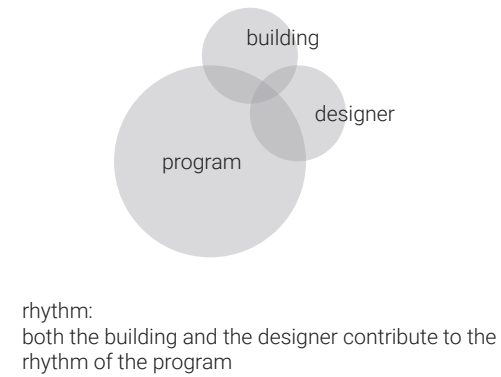 building
designer
program
rhythm:
both the building and the designer contribute to the
rhythm of the program